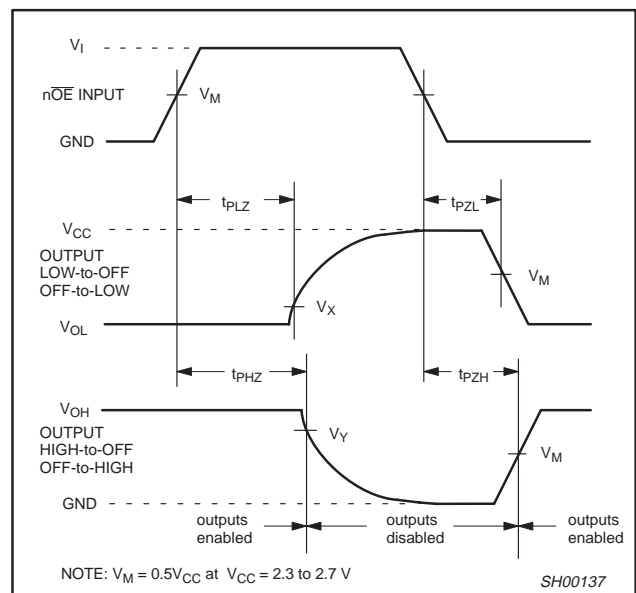 V_I
nOE INPUT
V_M
GND
t_PLZ
t_PZL
V_CC
OUTPUT
LOW-to-OFF
OFF-to-LOW
V_M
V_X
V_OL
t_PHZ
t_PZH
V_OH
OUTPUT
HIGH-to-OFF
OFF-to-HIGH
V_Y
V_M
GND
outputs
enabled
outputs
disabled
outputs
enabled
NOTE: V_M = 0.5V_CC at V_CC = 2.3 to 2.7 V
SH00137